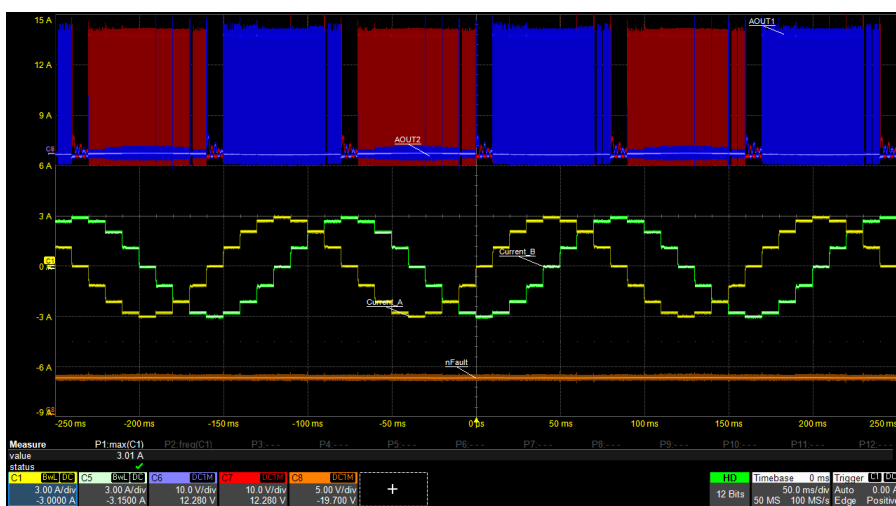 15 A
AOUT1
12 A
9 A
AOUT2
6 A
3 A
Current_B
C1
0 A
Current_A
-3 A
nFault
-6 A
-9 A
-250 ms -200 ms -150 ms -100 ms -50 ms 0 ms 50 ms 100 ms 150 ms 200 ms 250 ms
Measure P1:max(C1) P2:freq(C1) P3:- - - P4:- - - P5:- - - P6:- - - P7:- - - P8:- - - P9:- - - P10:- - - P11:- - - P12:- - -
value 3.01 A
status ✓
C1 BwL DC C5 BwL DC C6 DC1M C7 DC1M C8 DC1M HD Timebase 0 ms Trigger C1 DC
3.00 A/div 3.00 A/div 10.0 V/div 10.0 V/div 5.00 V/div + 12 Bits 50.0 ms/div Auto 0.00 A
-3.0000 A -3.1500 A 12.280 V 12.280 V -19.700 V 50 MS 100 MS/s Edge Positive